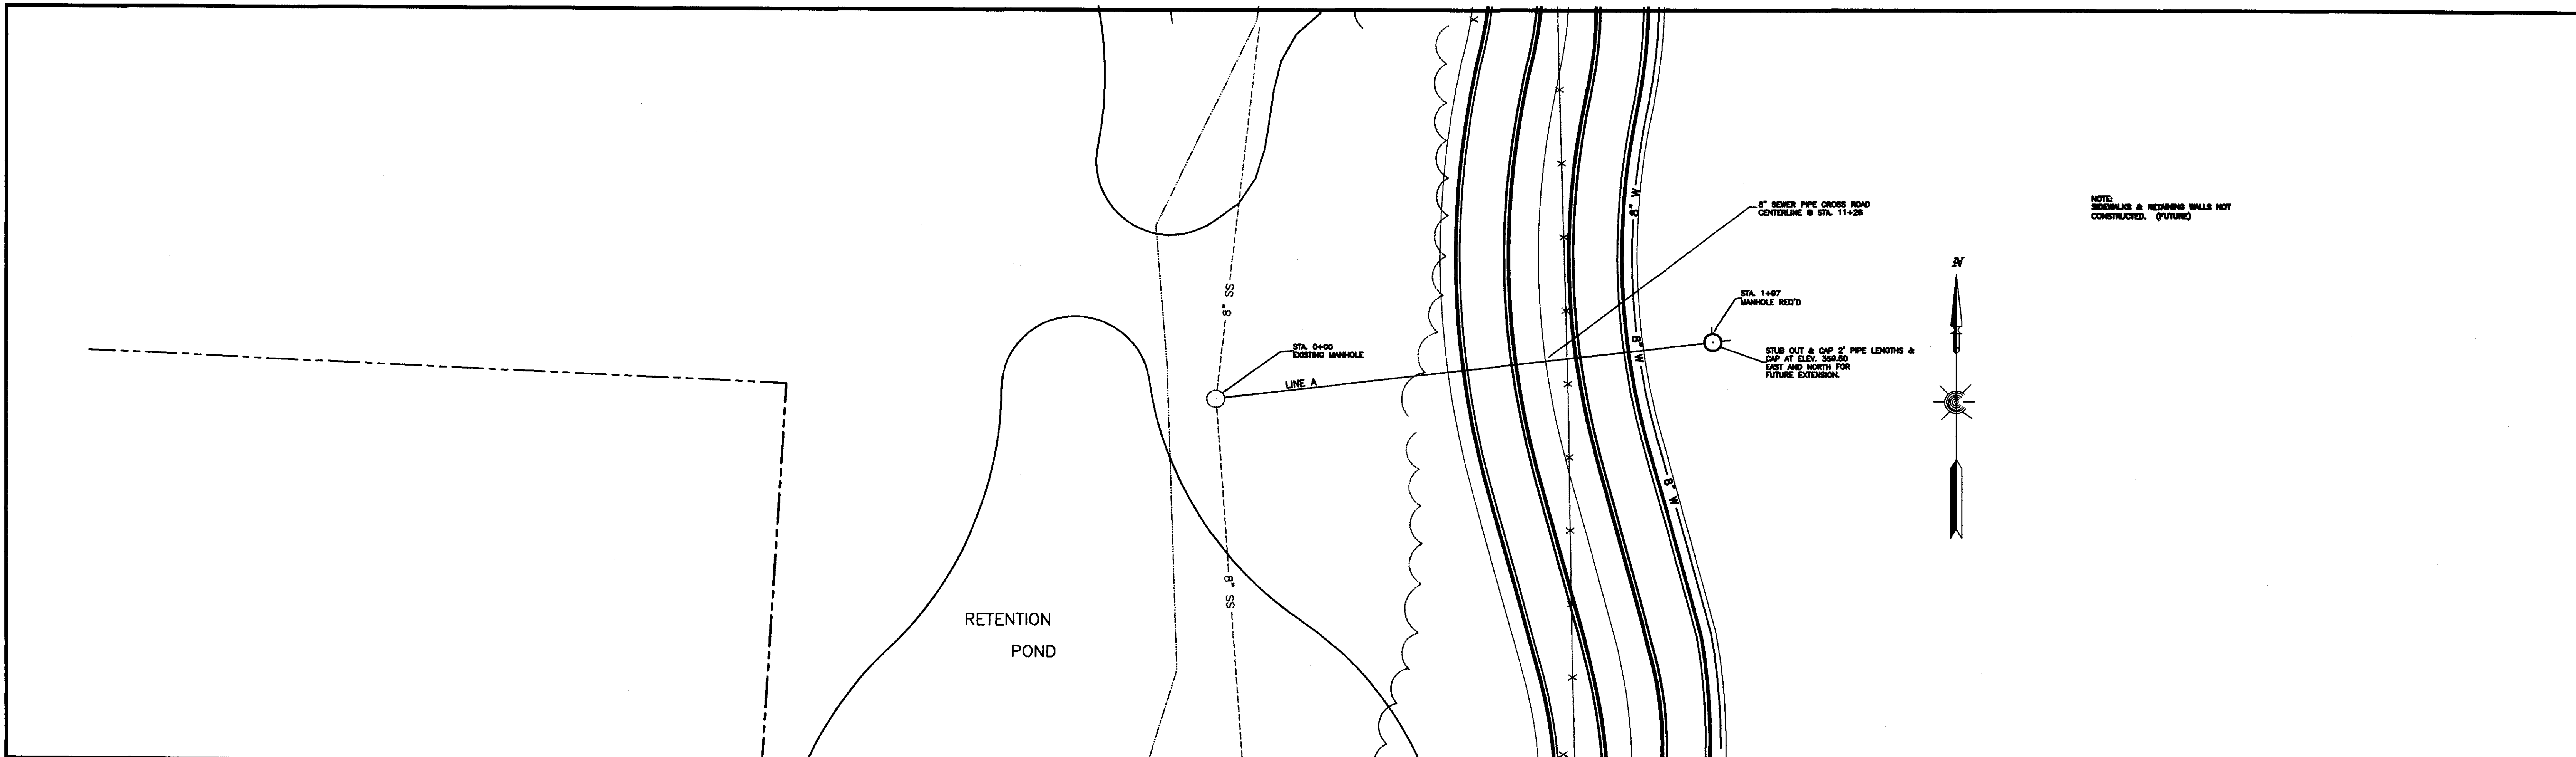 8" SEWER PIPE CROSS ROAD
CENTERLINE @ STA. 11+26
NOTE:
SIDEWALKS & RETAINING WALLS NOT
CONSTRUCTED. (FUTURE)
8" W
N
8" SS
STA. 1+97
MANHOLE REQ'D
STA. 0+00
EXISTING MANHOLE
8" W
STUB OUT & CAP 2' PIPE LENGTHS &
CAP AT ELEV. 359.50
EAST AND NORTH FOR
FUTURE EXTENSION.
LINE A
8" W
8" SS
RETENTION
POND